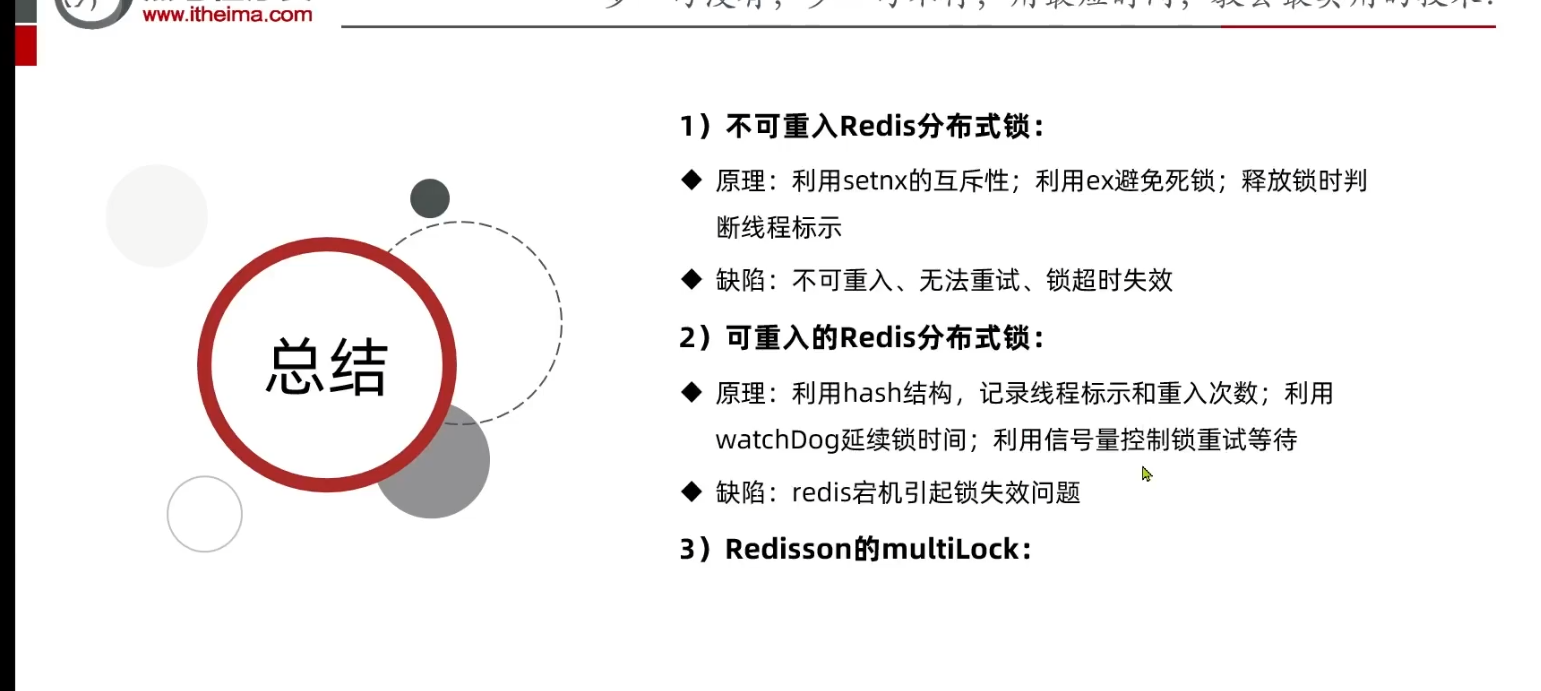 www.itheima.com
总结
1）不可重入Redis分布式锁：
◆ 原理：利用setnx的互斥性；利用ex避免死锁；释放锁时判
断线程标示
◆ 缺陷：不可重入、无法重试、锁超时失效
2）可重入的Redis分布式锁：
◆ 原理：利用hash结构，记录线程标示和重入次数；利用
watchDog延续锁时间；利用信号量控制锁重试等待
◆ 缺陷：redis宕机引起锁失效问题
3）Redisson的multiLock：